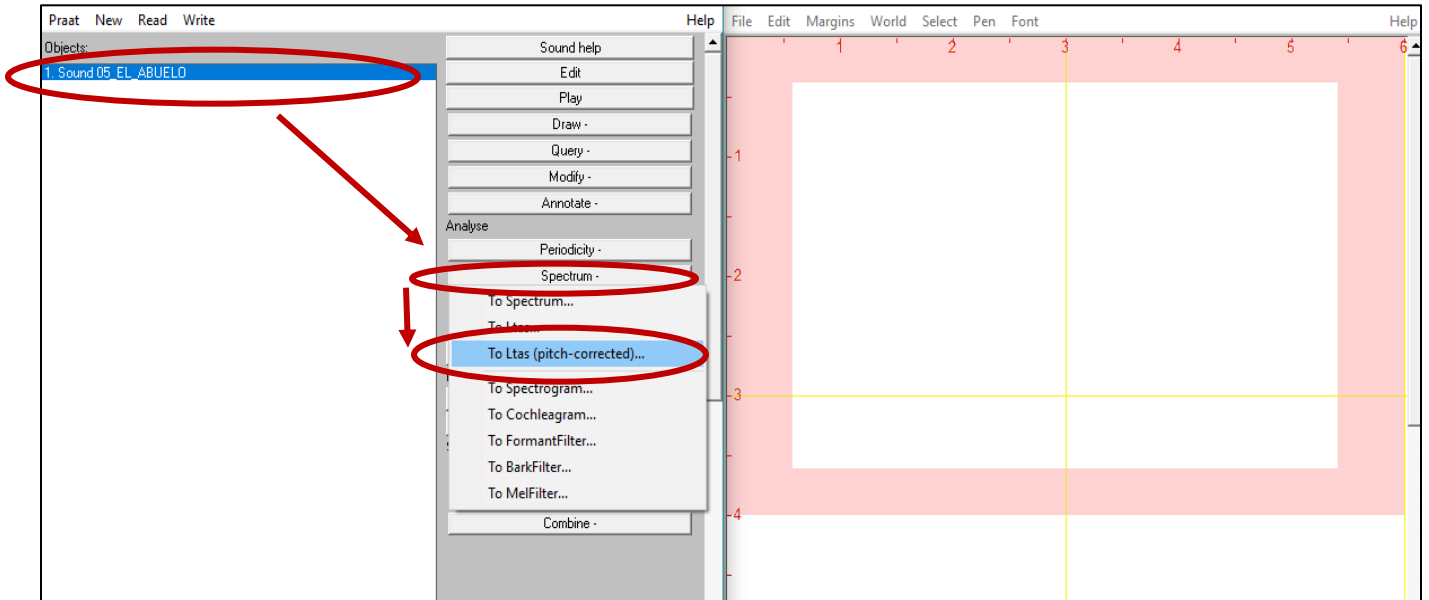 Praat New Read Write Help
Objects:
1. Sound 05_EL_ABUELO
Sound help
Edit
Play
Draw -
Query -
Modify -
Annotate -
Analyse
Periodicity -
Spectrum -
To Spectrum...
To Ltas...
To Ltas (pitch-corrected)...
To Spectrogram...
To Cochleagram...
To FormantFilter...
To BarkFilter...
To MelFilter...
Combine -
File Edit Margins World Select Pen Font Help
1 2 3 4 5 6
1
2
3
4